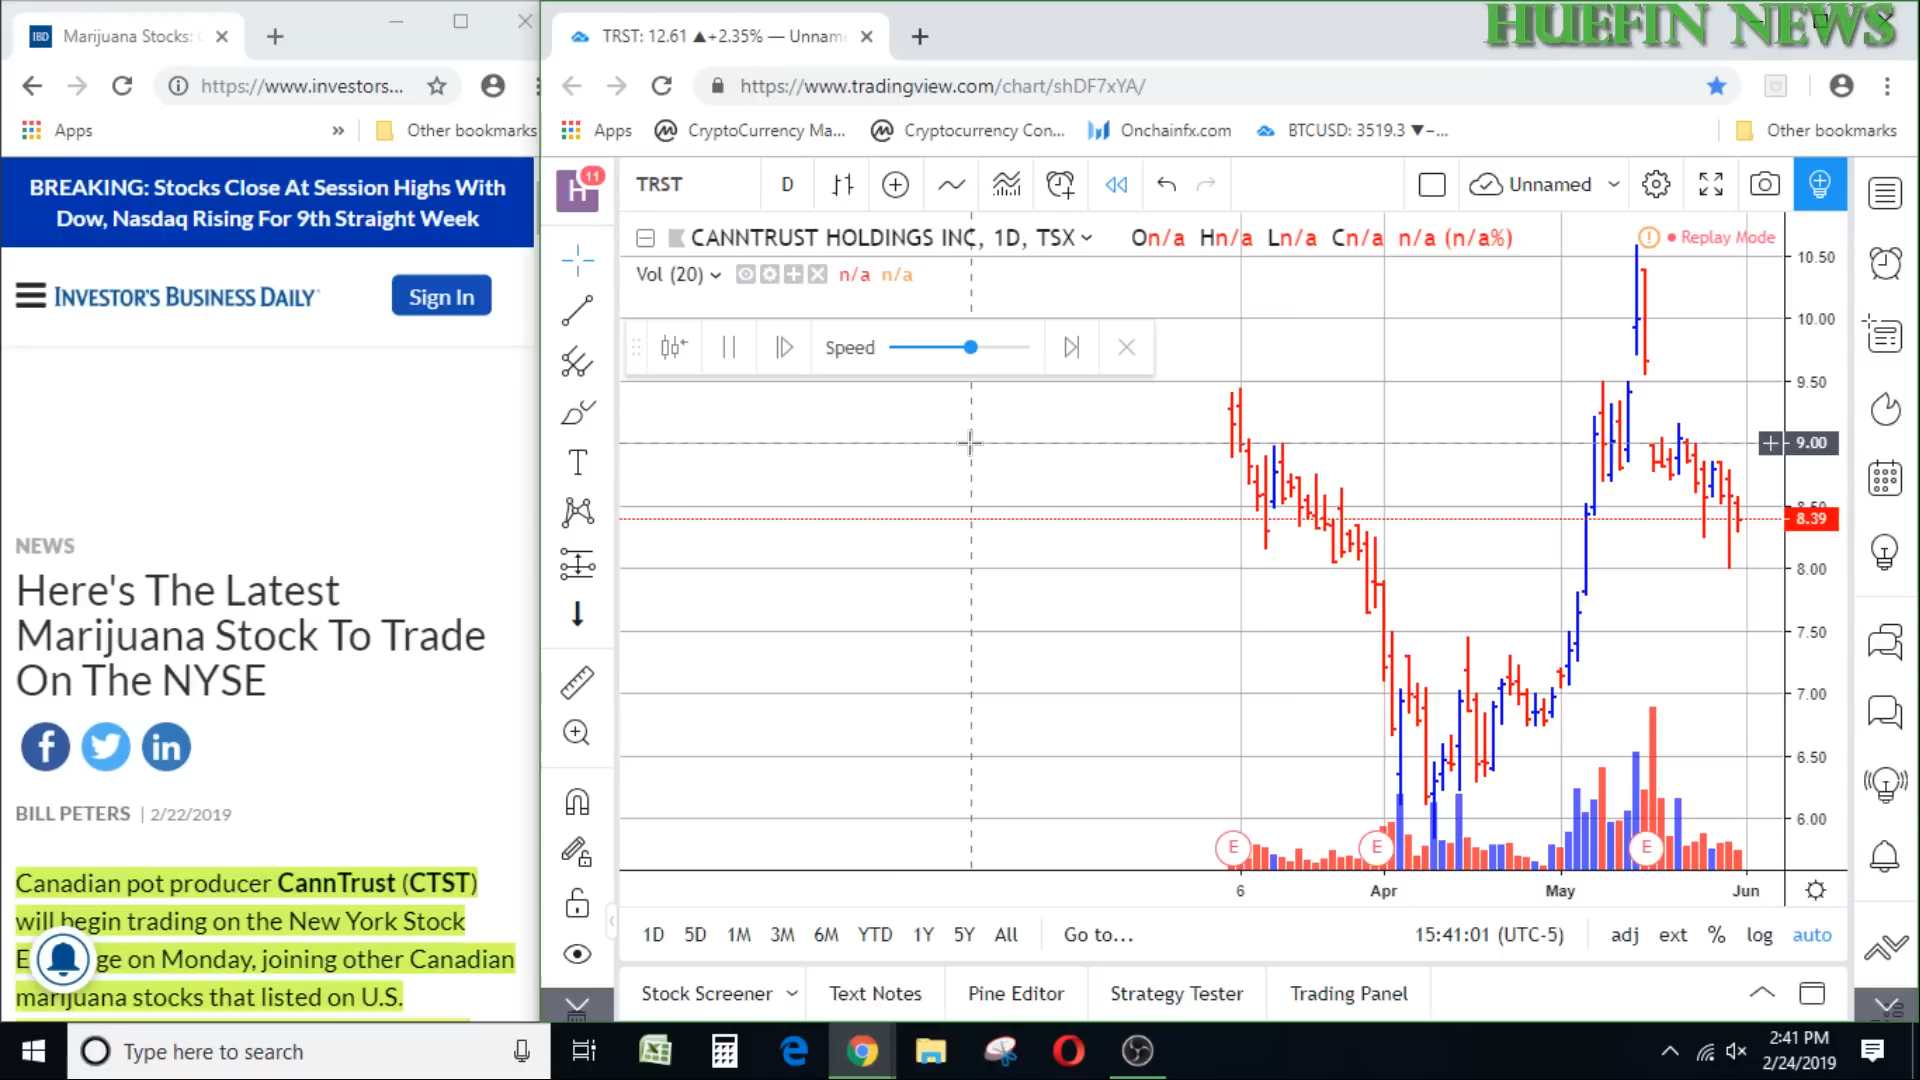 HUEFIN NEWS
IBD Marijuana Stocks:
TRST: 12.61 ▲+2.35% — Unnam
https://www.investors...
https://www.tradingview.com/chart/shDF7xYA/
Apps
»
Other bookmarks
Apps
CryptoCurrency Ma...
Cryptocurrency Con...
Onchainfx.com
BTCUSD: 3519.3 ▼−...
Other bookmarks
BREAKING: Stocks Close At Session Highs With
Dow, Nasdaq Rising For 9th Straight Week
INVESTOR'S BUSINESS DAILY
Sign In
NEWS
Here's The Latest
Marijuana Stock To Trade
On The NYSE
BILL PETERS | 2/22/2019
Canadian pot producer CannTrust (CTST)
will begin trading on the New York Stock
ge on Monday, joining other Canadian
marijuana stocks that listed on U.S.
H 11
TRST
D
Unnamed
CANNTRUST HOLDINGS INC, 1D, TSX
On/a Hn/a Ln/a Cn/a n/a (n/a%)
Replay Mode
Vol (20)
n/a n/a
Speed
10.50
10.00
9.50
9.00
8.50
8.39
8.00
7.50
7.00
6.50
6.00
E E E
6 Apr May Jun
1D 5D 1M 3M 6M YTD 1Y 5Y All
Go to...
15:41:01 (UTC-5)
adj ext % log auto
Stock Screener
Text Notes
Pine Editor
Strategy Tester
Trading Panel
Type here to search
2:41 PM
2/24/2019